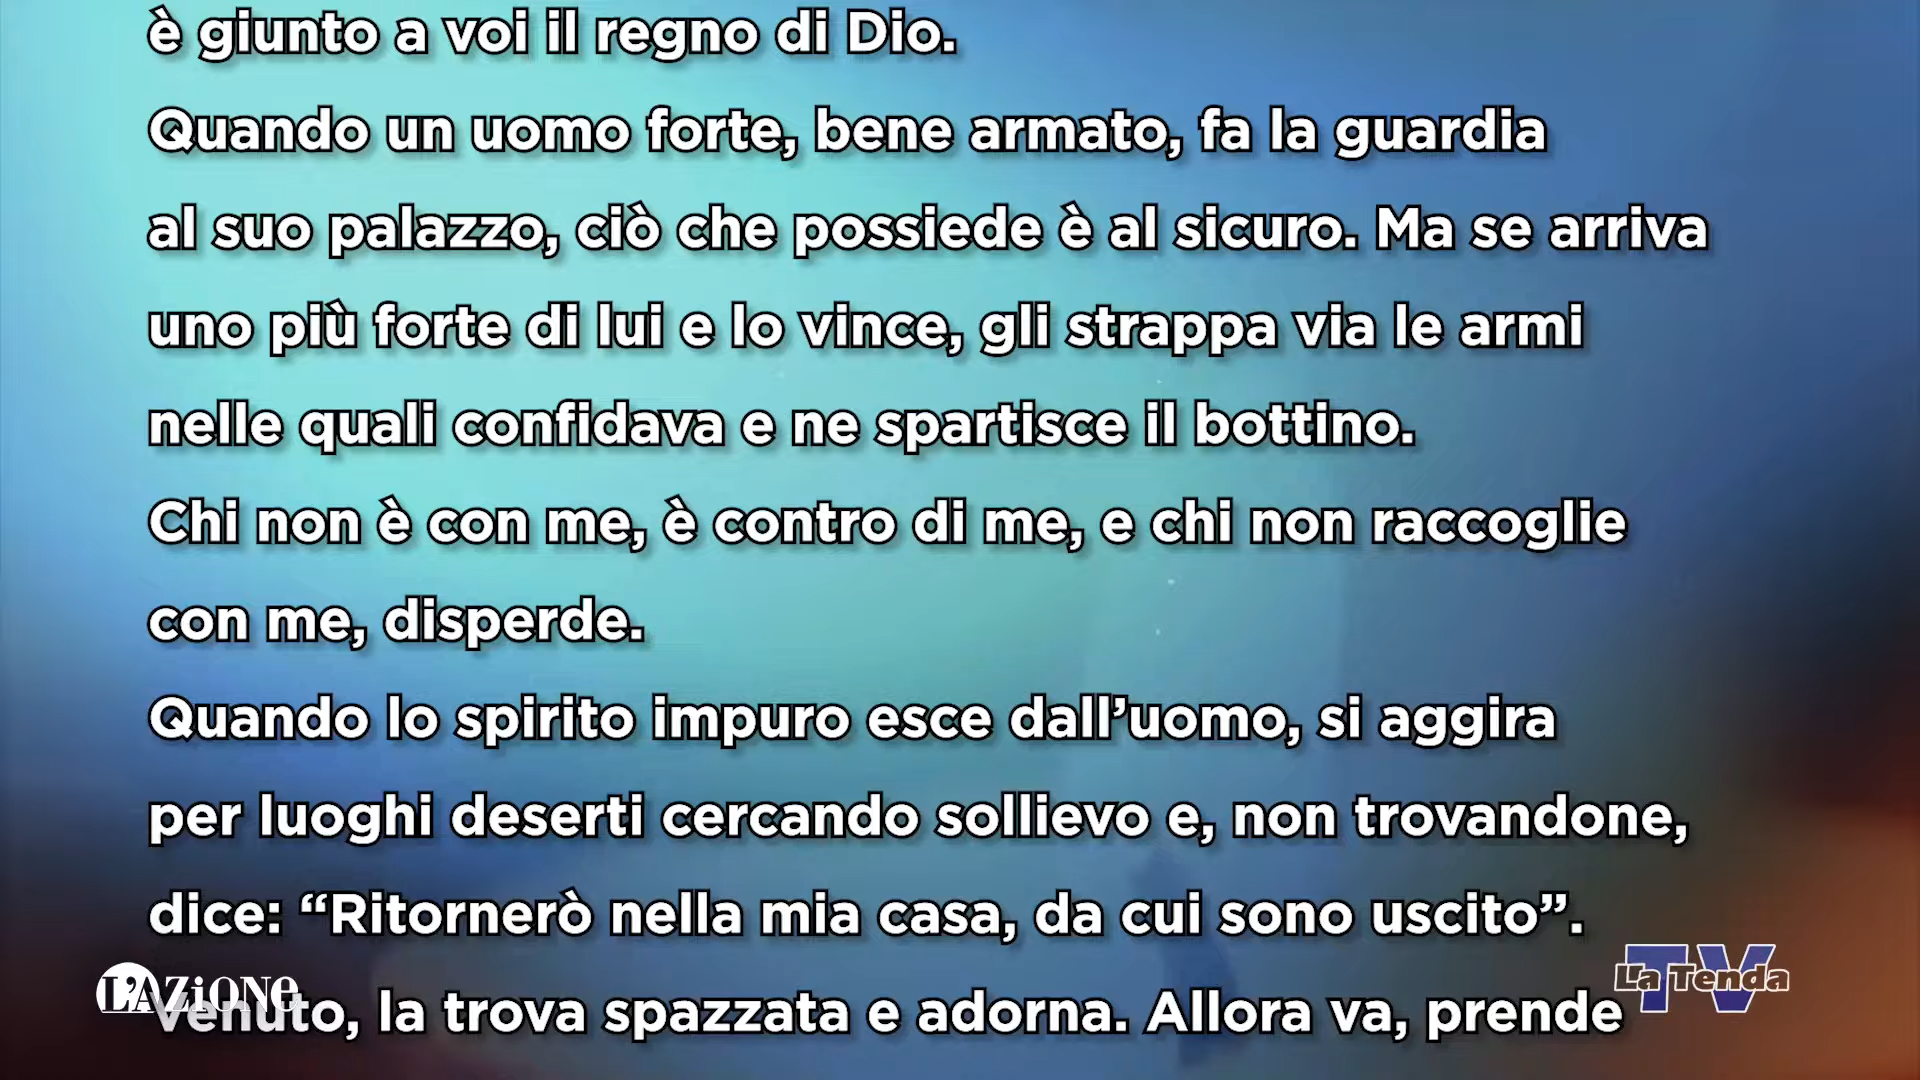 è giunto a voi il regno di Dio.
Quando un uomo forte, bene armato, fa la guardia
al suo palazzo, ciò che possiede è al sicuro. Ma se arriva
uno più forte di lui e lo vince, gli strappa via le armi
nelle quali confidava e ne spartisce il bottino.
Chi non è con me, è contro di me, e chi non raccoglie
con me, disperde.
Quando lo spirito impuro esce dall’uomo, si aggira
per luoghi deserti cercando sollievo e, non trovandone,
dice: “Ritornerò nella mia casa, da cui sono uscito”.
Venuto, la trova spazzata e adorna. Allora va, prende
L'AZiONe
TV La Tenda